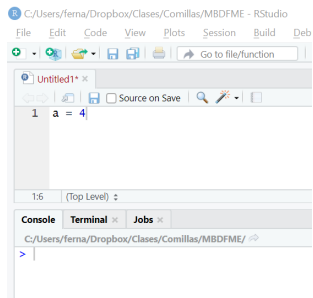 C:/Users/ferna/Dropbox/Clases/Comillas/MBDFME - RStudio
File Edit Code View Plots Session Build Deb
Go to file/function
Untitled1* ×
Source on Save
1 a = 4
1:6 (Top Level)
Console Terminal × Jobs ×
C:/Users/ferna/Dropbox/Clases/Comillas/MBDFME/
>